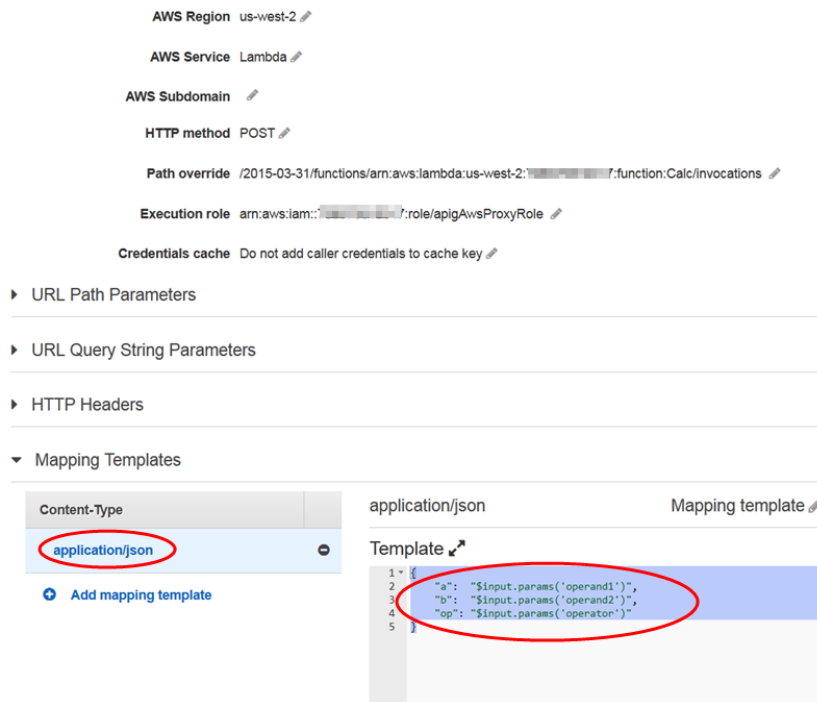 AWS Region us-west-2
AWS Service Lambda
AWS Subdomain
HTTP method POST
Path override /2015-03-31/functions/arn:aws:lambda:us-west-2: :function:Calc/invocations
Execution role arn:aws:iam:: :role/apigAwsProxyRole
Credentials cache Do not add caller credentials to cache key
URL Path Parameters
URL Query String Parameters
HTTP Headers
Mapping Templates
Content-Type
application/json
Add mapping template
application/json Mapping template
Template
1 {
2 "a": "$input.params('operand1')",
3 "b": "$input.params('operand2')",
4 "op": "$input.params('operator')"
5 }